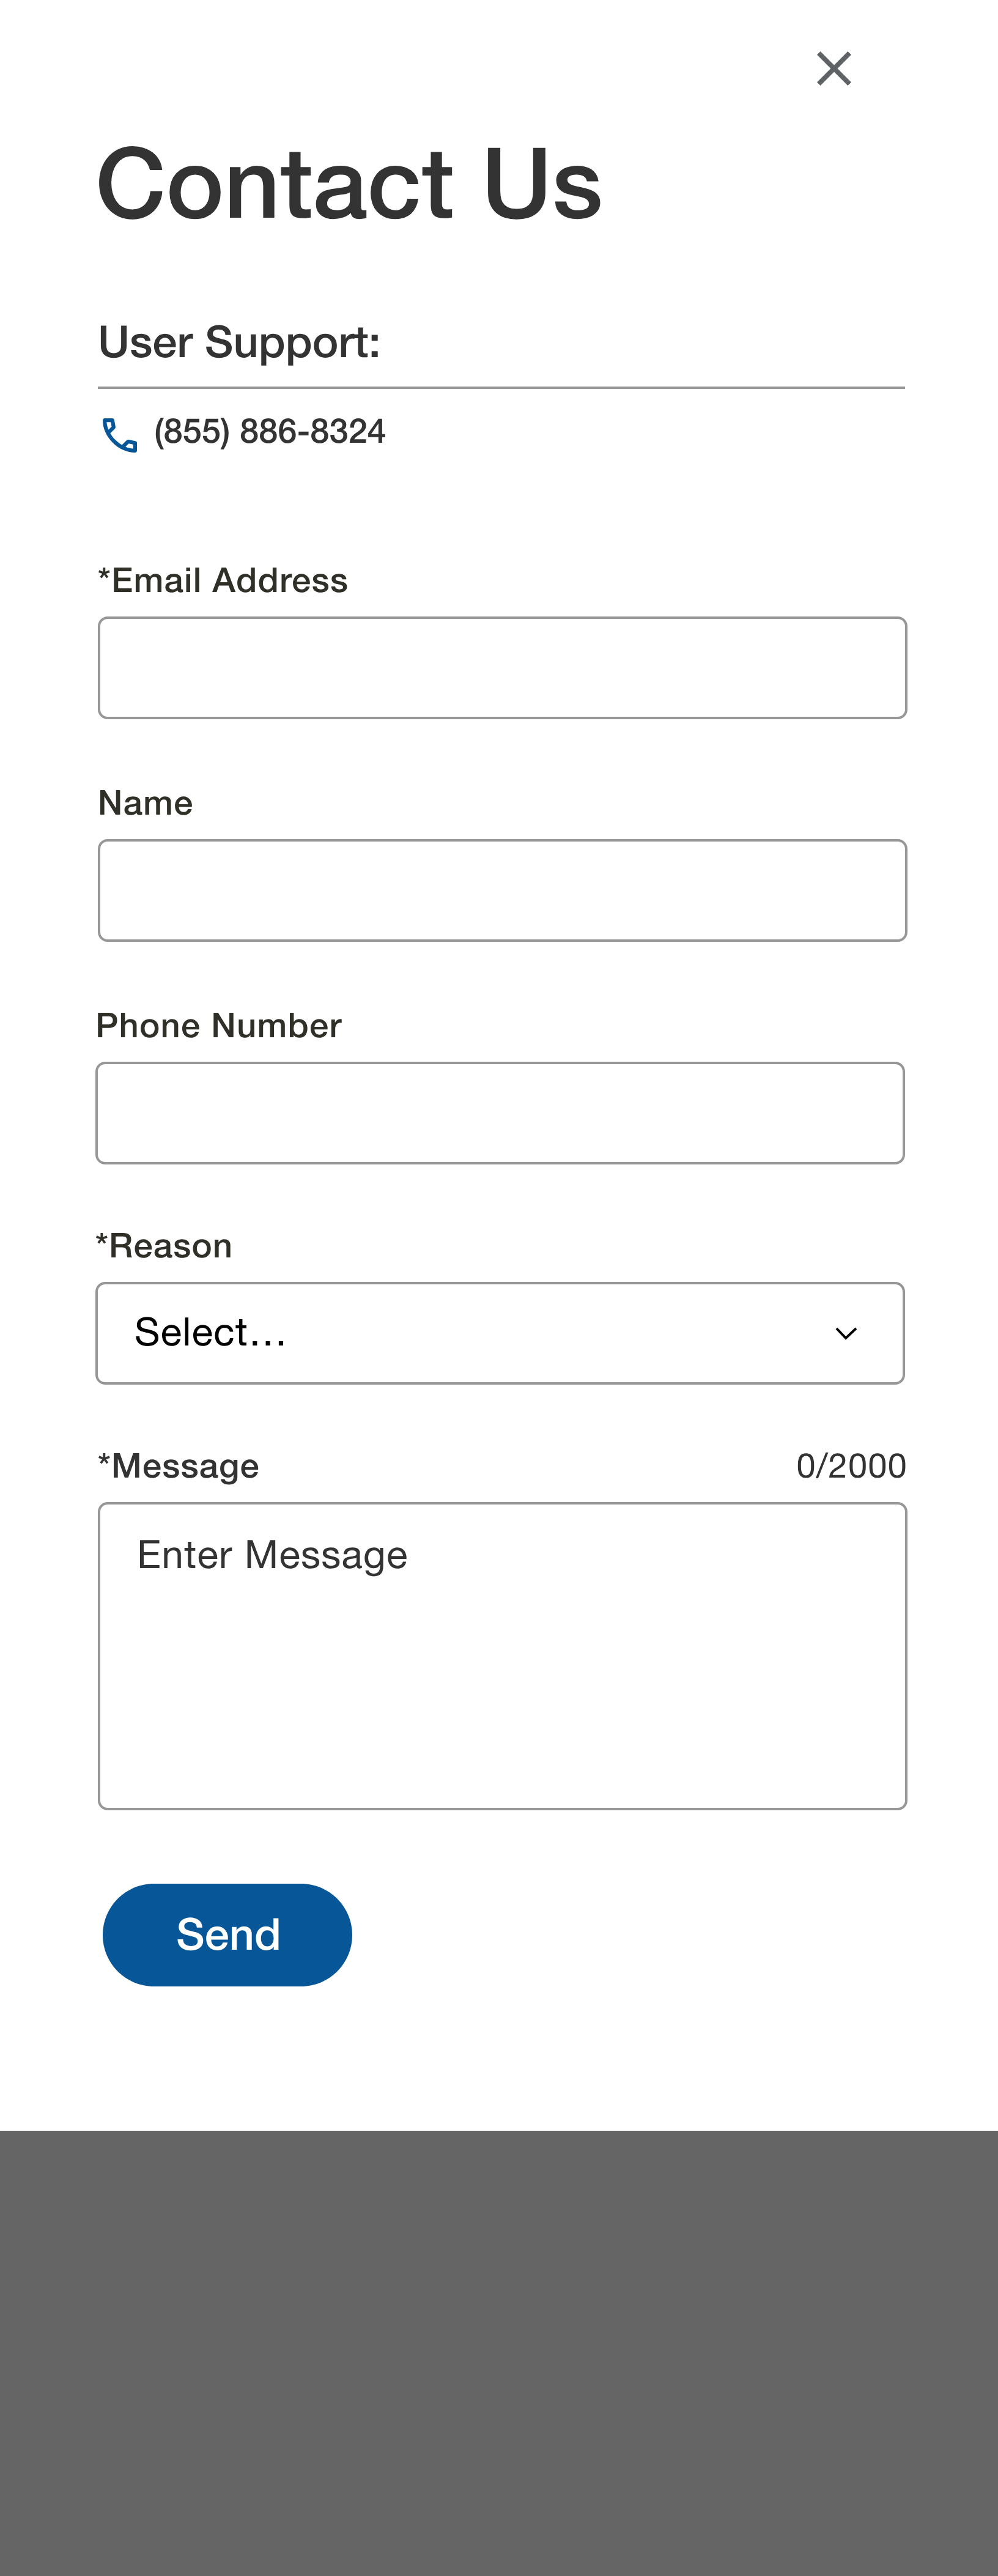 Contact Us
User Support:
(855) 886-8324
*Email Address
Name
Phone Number
*Reason
Select...
*Message 0/2000
Enter Message
Send